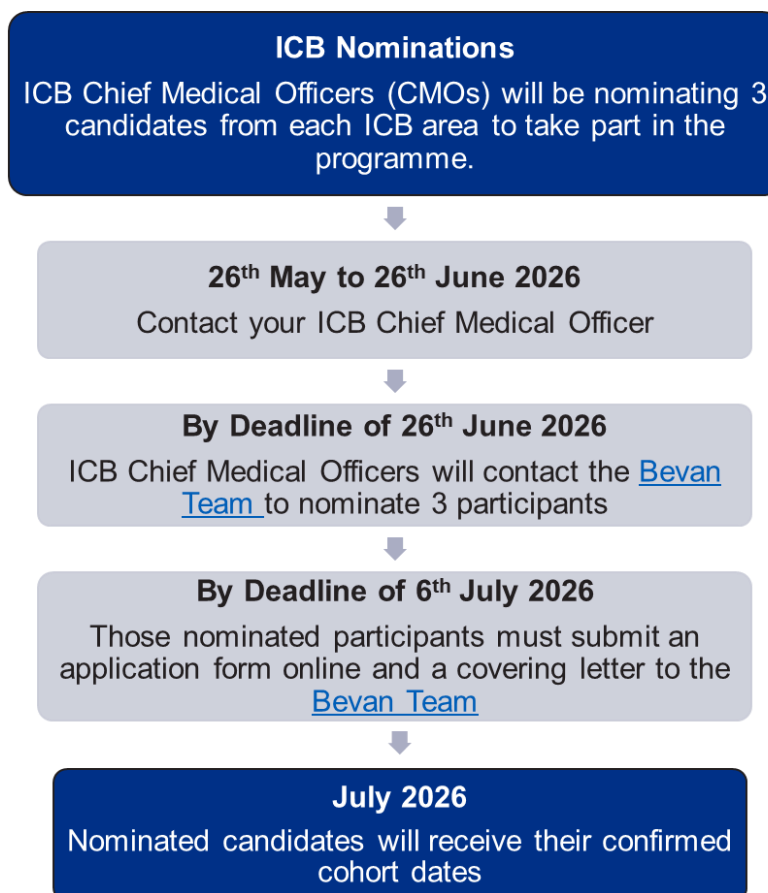 ICB Nominations
ICB Chief Medical Officers (CMOs) will be nominating 3
candidates from each ICB area to take part in the
programme.
26th May to 26th June 2026
Contact your ICB Chief Medical Officer
By Deadline of 26th June 2026
ICB Chief Medical Officers will contact the Bevan
Team to nominate 3 participants
By Deadline of 6th July 2026
Those nominated participants must submit an
application form online and a covering letter to the
Bevan Team
July 2026
Nominated candidates will receive their confirmed
cohort dates